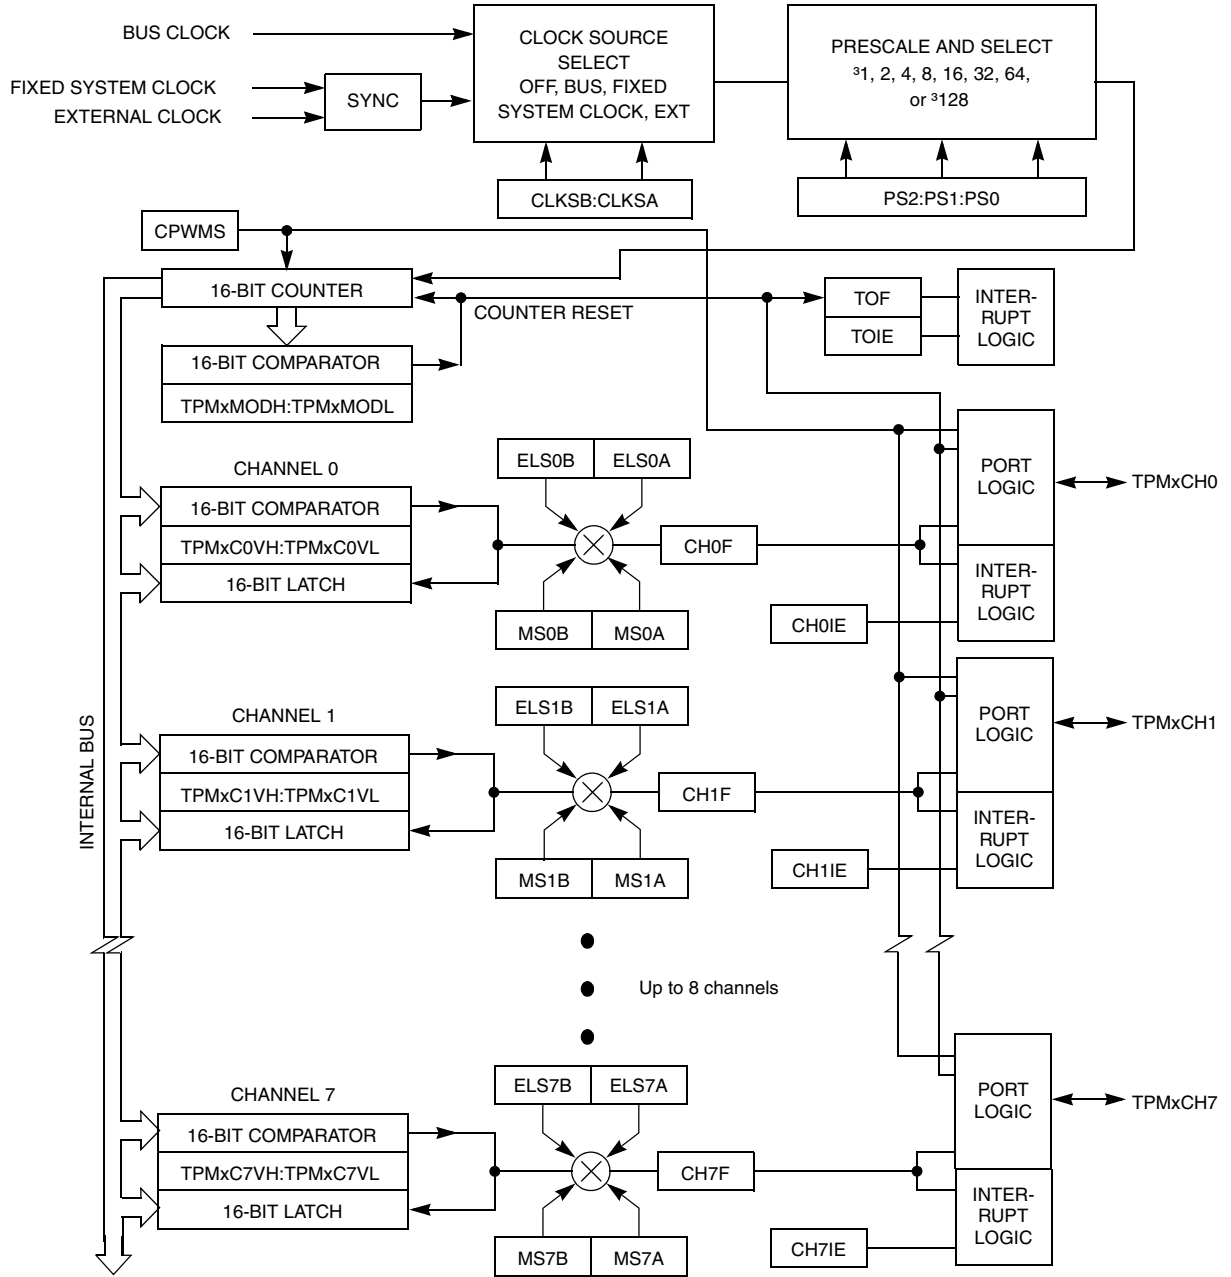 BUS CLOCK
FIXED SYSTEM CLOCK
EXTERNAL CLOCK
SYNC
CLOCK SOURCE
SELECT
OFF, BUS, FIXED
SYSTEM CLOCK, EXT
PRESCALE AND SELECT
³1, 2, 4, 8, 16, 32, 64,
or ³128
CLKSB:CLKSA
PS2:PS1:PS0
CPWMS
16-BIT COUNTER
COUNTER RESET
TOF
TOIE
INTER-
RUPT
LOGIC
16-BIT COMPARATOR
TPMxMODH:TPMxMODL
CHANNEL 0
16-BIT COMPARATOR
TPMxC0VH:TPMxC0VL
16-BIT LATCH
ELS0B
ELS0A
MS0B
MS0A
CH0F
CH0IE
PORT
LOGIC
INTER-
RUPT
LOGIC
TPMxCH0
INTERNAL BUS
CHANNEL 1
16-BIT COMPARATOR
TPMxC1VH:TPMxC1VL
16-BIT LATCH
ELS1B
ELS1A
MS1B
MS1A
CH1F
CH1IE
PORT
LOGIC
INTER-
RUPT
LOGIC
TPMxCH1
Up to 8 channels
CHANNEL 7
16-BIT COMPARATOR
TPMxC7VH:TPMxC7VL
16-BIT LATCH
ELS7B
ELS7A
MS7B
MS7A
CH7F
CH7IE
PORT
LOGIC
INTER-
RUPT
LOGIC
TPMxCH7